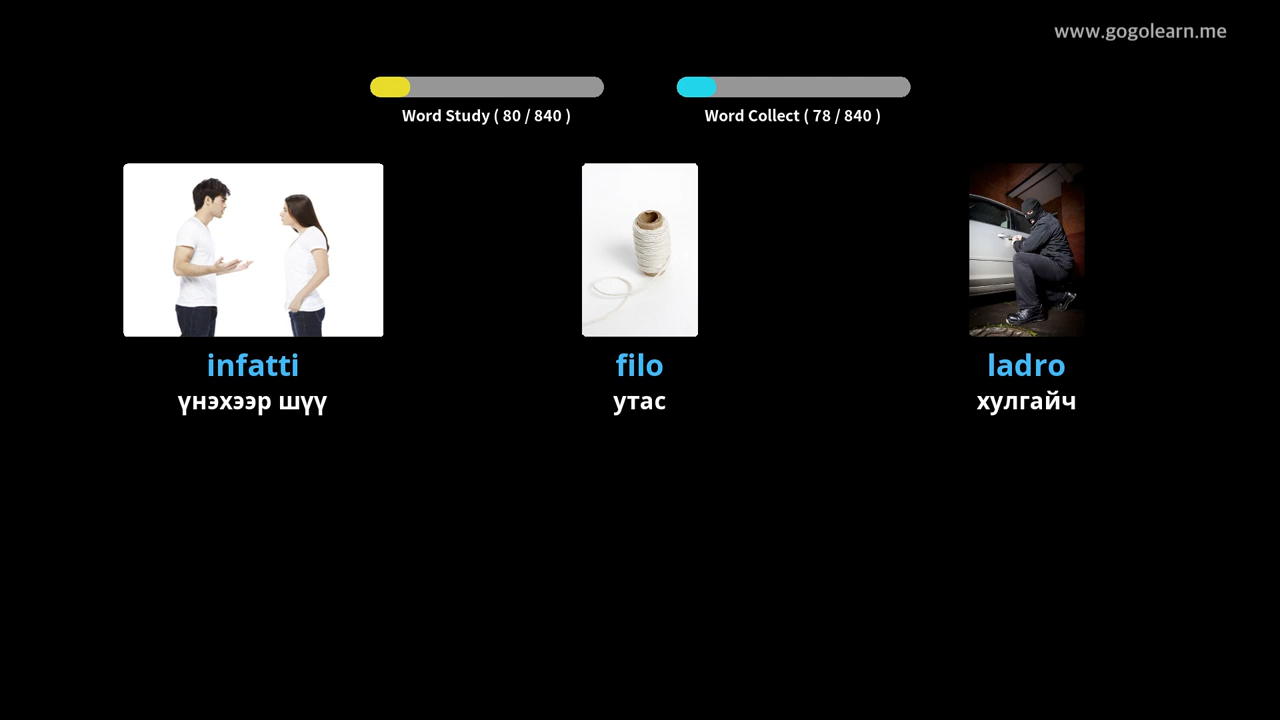 www.gogolearn.me
Word Study ( 80 / 840 )
Word Collect ( 78 / 840 )
infatti
үнэхээр шүү
filo
утас
ladro
хулгайч